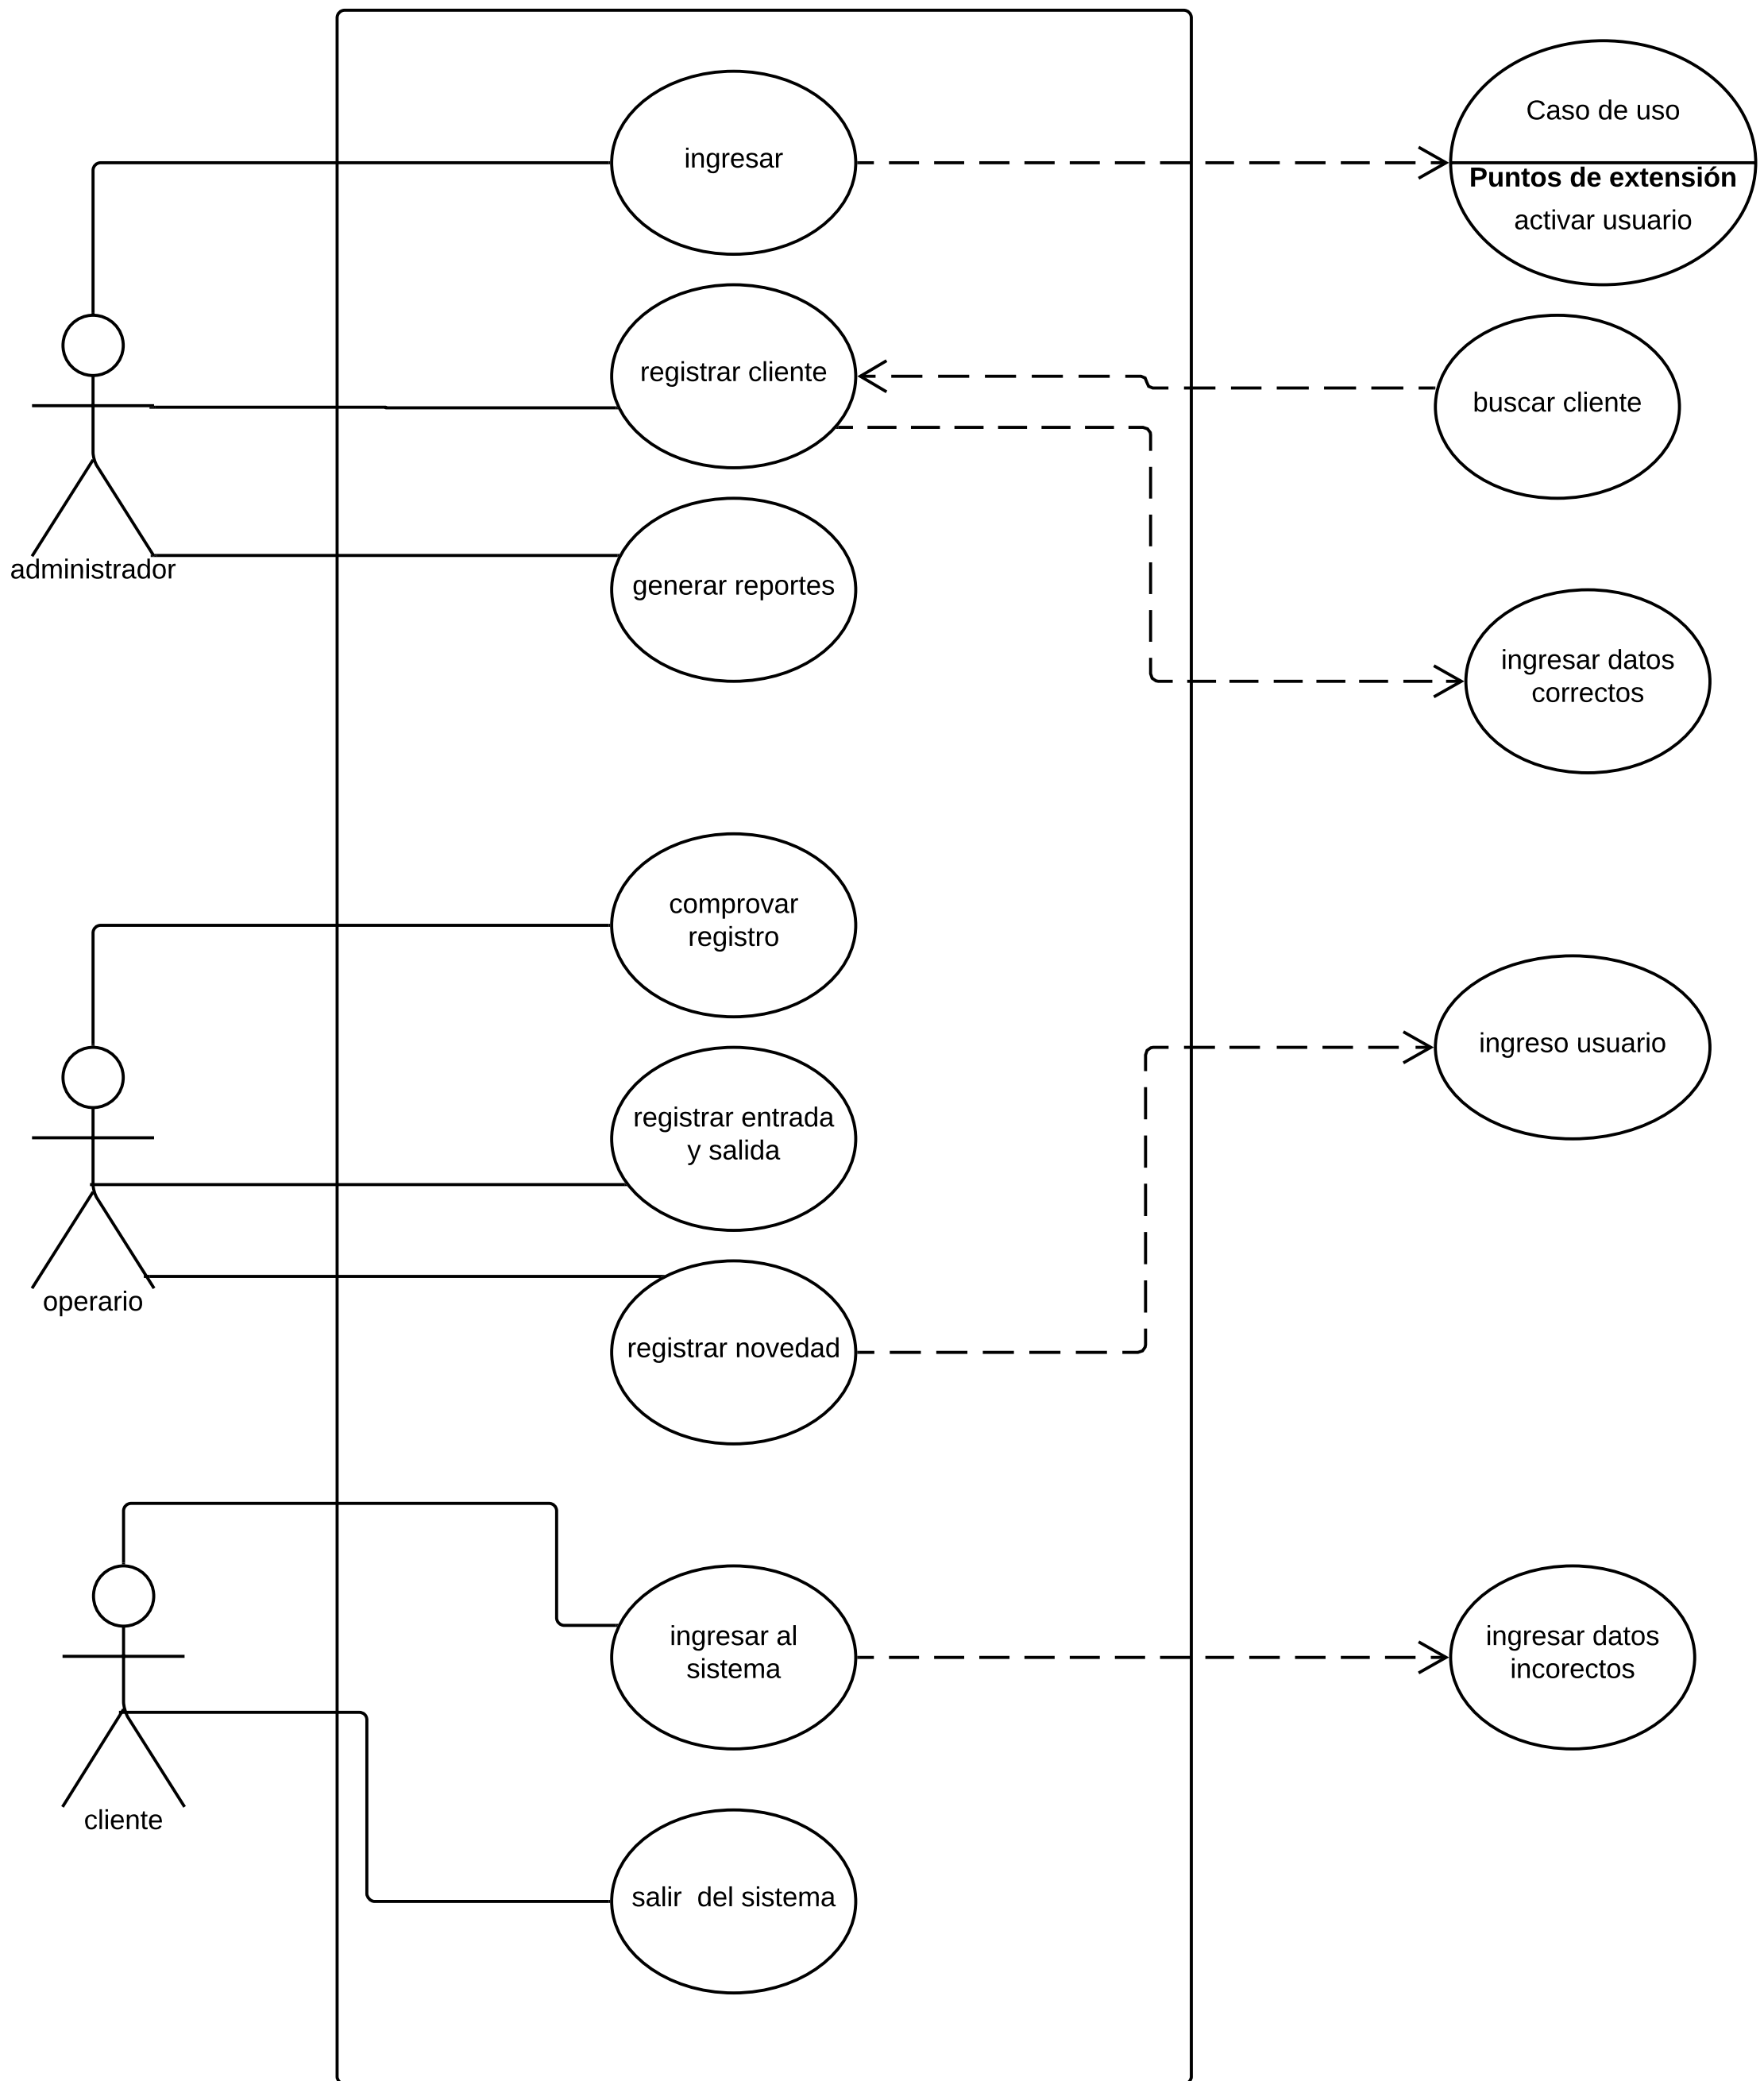 Caso de uso
ingresar
Puntos de extensión
activar usuario
registrar cliente
buscar cliente
administrador
generar reportes
ingresar datos
correctos
comprovar
registro
ingreso usuario
registrar entrada
y salida
operario
registrar novedad
ingresar al
sistema
ingresar datos
incorectos
cliente
salir  del sistema